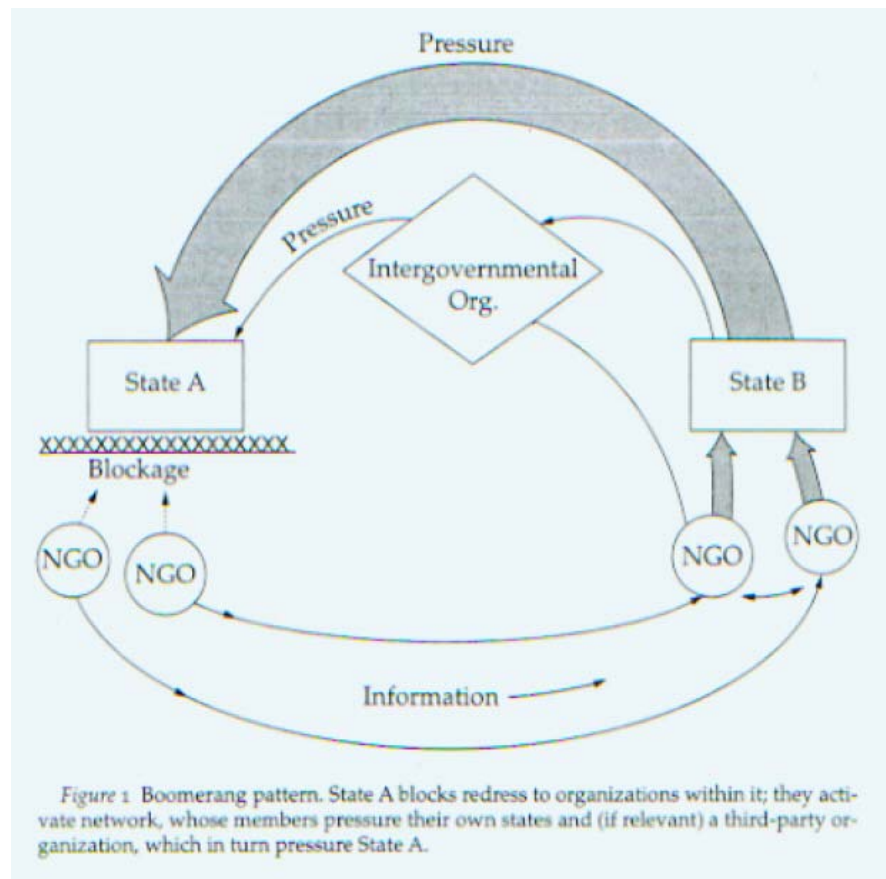 Pressure
Pressure
Intergovernmental
Org.
State A
State B
XXXXXXXXXXXXXXXXXX
Blockage
NGO
NGO
NGO
NGO
Information
Figure 1 Boomerang pattern. State A blocks redress to organizations within it; they acti-
vate network, whose members pressure their own states and (if relevant) a third-party or-
ganization, which in turn pressure State A.